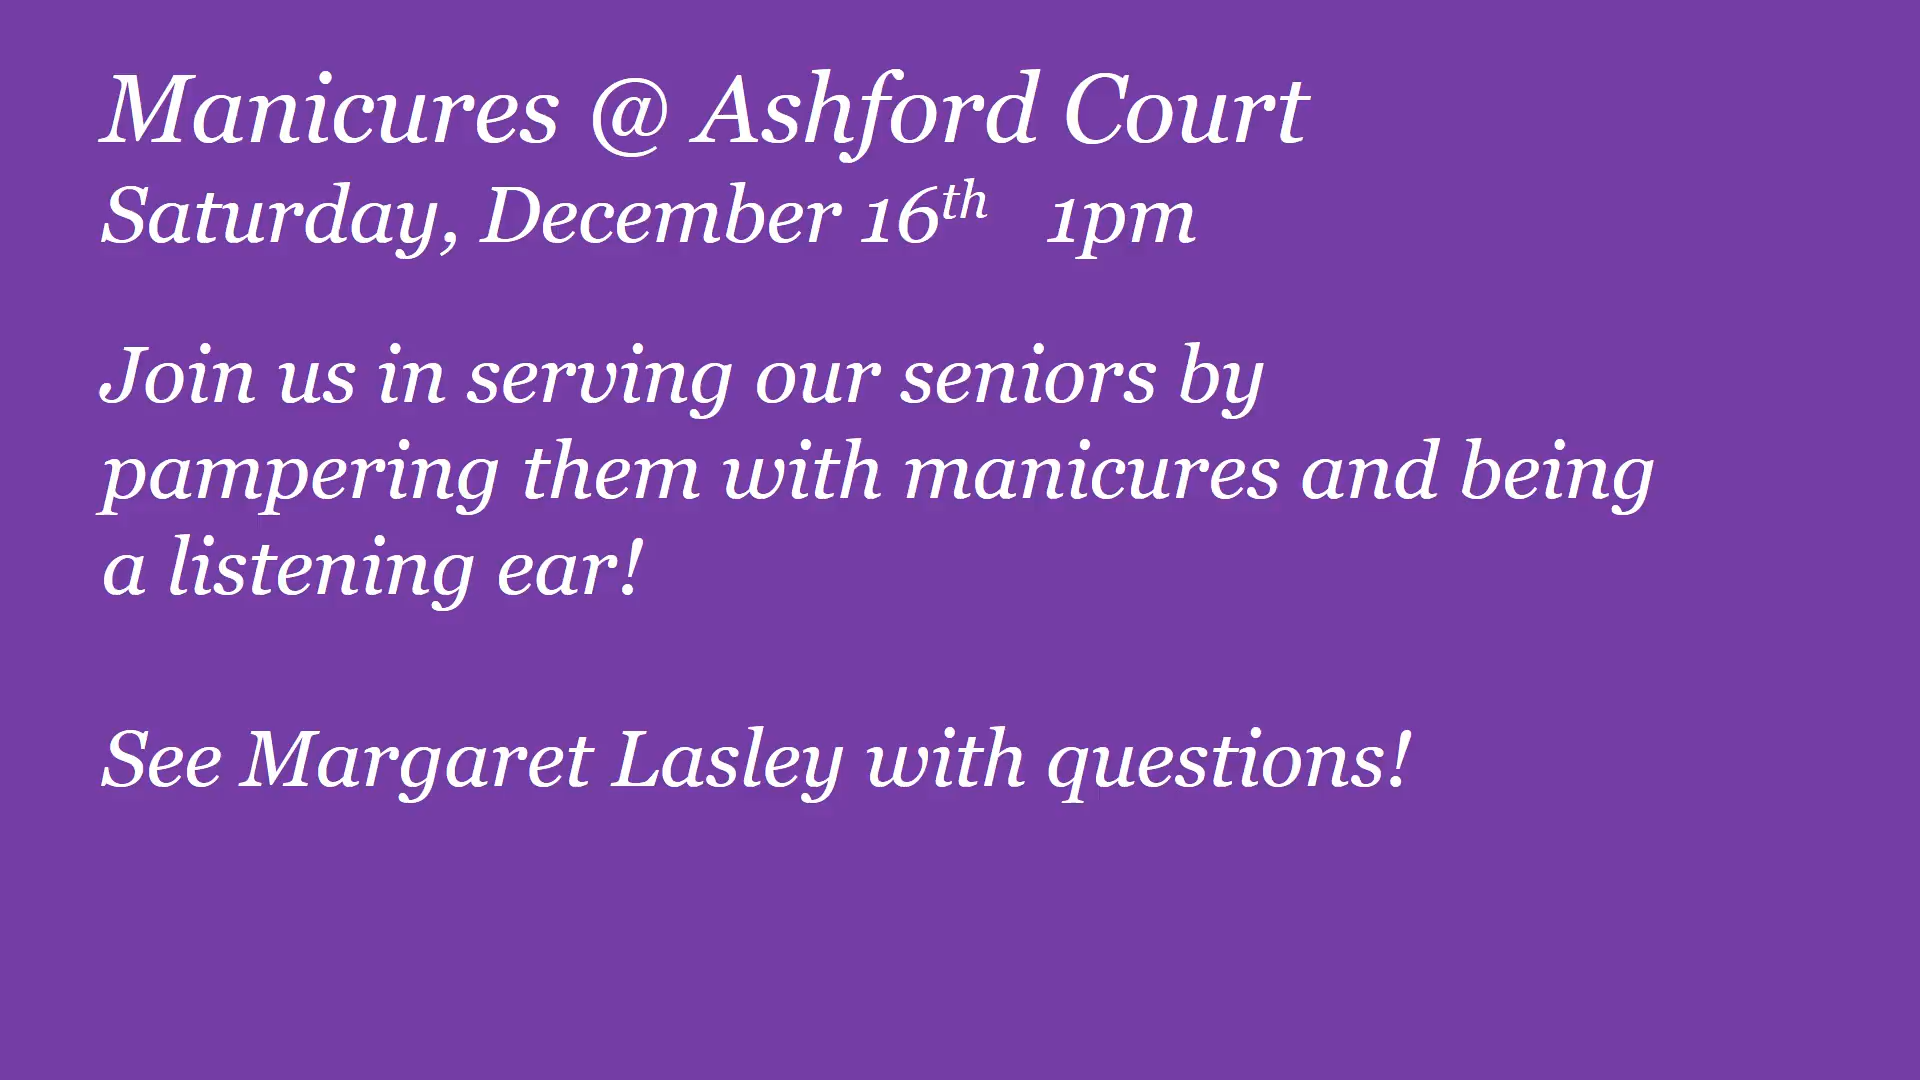 Manicures @ Ashford Court
Saturday, December 16th 1pm
Join us in serving our seniors by
pampering them with manicures and being
a listening ear!
See Margaret Lasley with questions!